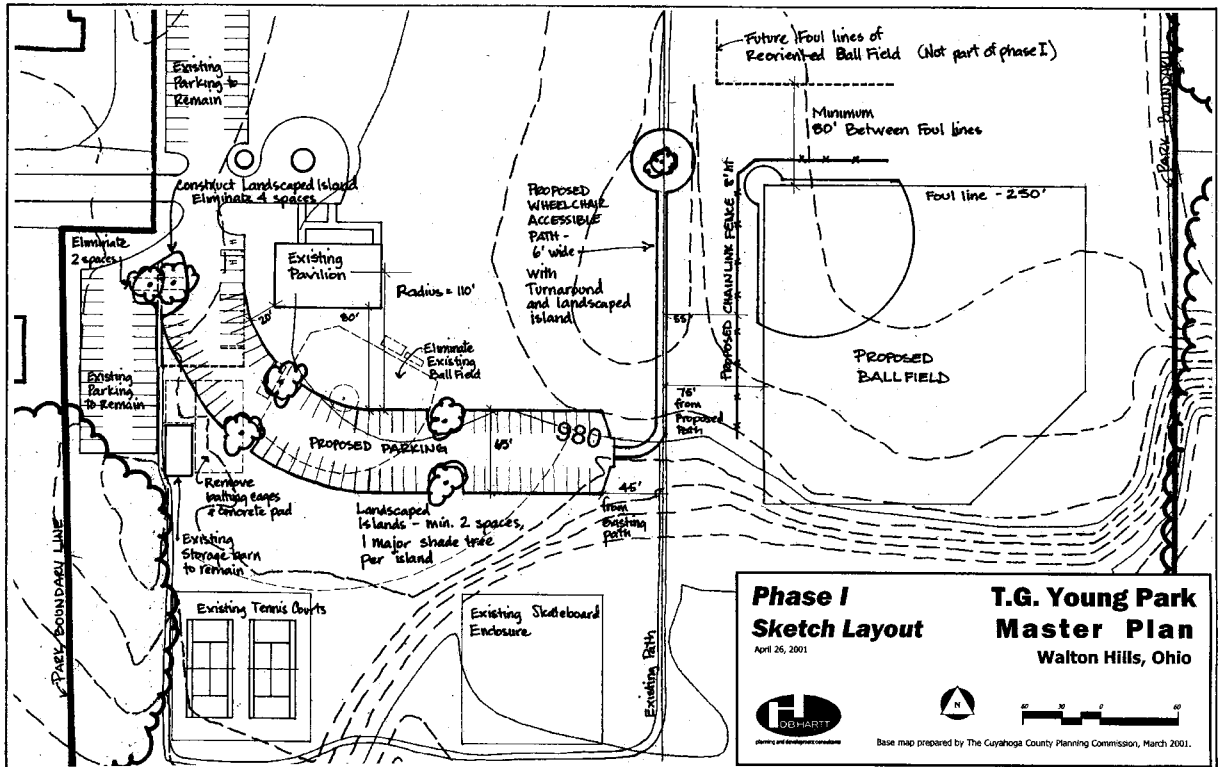 Future Foul lines of
Reoriented Ball Field (Not part of phase I)
PARK BOUNDARY
Existing
Parking to
Remain
Minimum
80' Between Foul lines
Construct Landscaped Island
Eliminate 4 spaces
PROPOSED
WHEELCHAIR
ACCESSIBLE
PATH -
6' wide
with
Turnaround
and landscaped
island
PROPOSED CHAINLINK FENCE 8' HT
Foul line - 250'
Eliminate
2 spaces
Existing
Pavilion
Radius = 110'
20'
80'
55'
Eliminate
Existing
Ball Field
PROPOSED
BALLFIELD
Existing
Parking
to Remain
75'
from
Proposed
Path
PROPOSED PARKING
65'
980
Remove
batting cages
& concrete pad
45'
from
existing
path
Landscaped
Islands - min. 2 spaces,
1 major shade tree
per island
Existing
Storage barn
to remain
PARK BOUNDARY LINE
Existing Tennis Courts
Existing Skateboard
Enclosure
Existing Path
Phase I
Sketch Layout
April 26, 2001
T.G. Young Park
Master Plan
Walton Hills, Ohio
OBHARTT
planning and development consultants
60 30 0 60
Base map prepared by The Cuyahoga County Planning Commission, March 2001.